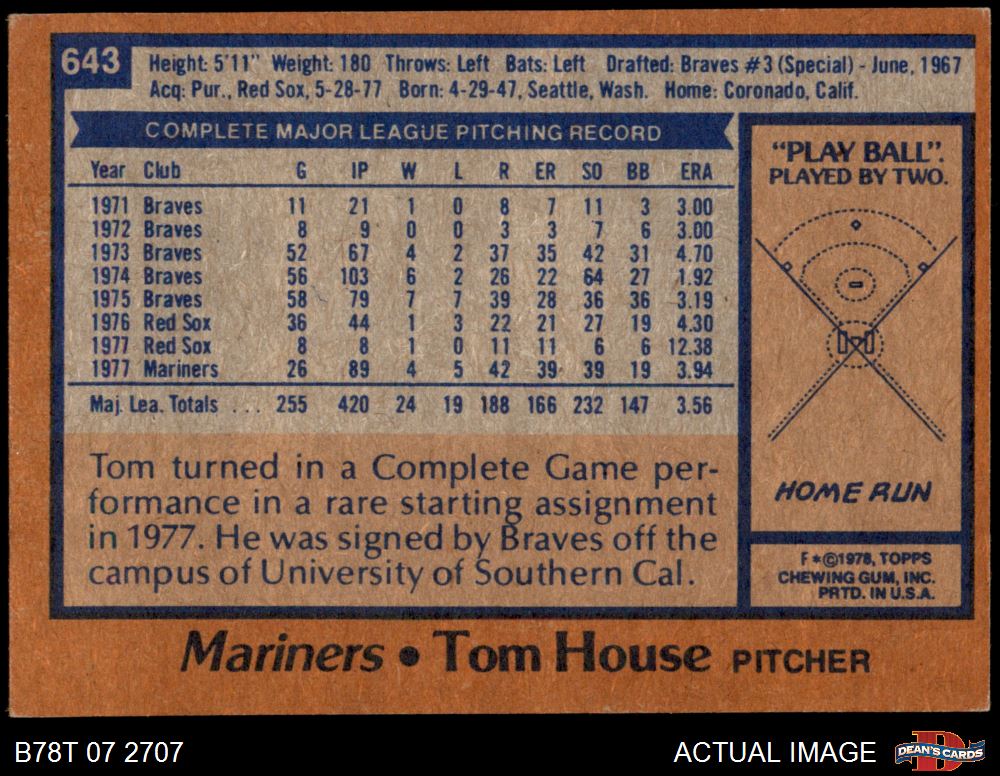 643
Height: 5'11" Weight: 180 Throws: Left Bats: Left Drafted: Braves #3 (Special) - June, 1967
Acq: Pur., Red Sox, 5-28-77 Born: 4-29-47, Seattle, Wash. Home: Coronado, Calif.
COMPLETE MAJOR LEAGUE PITCHING RECORD
Year Club G IP W L R ER SO BB ERA
1971 Braves 11 21 1 0 8 7 11 3 3.00
1972 Braves 8 9 0 0 3 3 7 6 3.00
1973 Braves 52 67 4 2 37 35 42 31 4.70
1974 Braves 56 103 6 2 26 22 64 27 1.92
1975 Braves 58 79 7 7 39 28 36 36 3.19
1976 Red Sox 36 44 1 3 22 21 27 19 4.30
1977 Red Sox 8 8 1 0 11 11 6 6 12.38
1977 Mariners 26 89 4 5 42 39 39 19 3.94
Maj. Lea. Totals . . . 255 420 24 19 188 166 232 147 3.56
Tom turned in a Complete Game per-
formance in a rare starting assignment
in 1977. He was signed by Braves off the
campus of University of Southern Cal.
"PLAY BALL".
PLAYED BY TWO.
HOME RUN
F*©1978, TOPPS
CHEWING GUM, INC.
PRTD. IN U.S.A.
Mariners • Tom House PITCHER
B78T 07 2707
ACTUAL IMAGE
DEAN'S CARDS